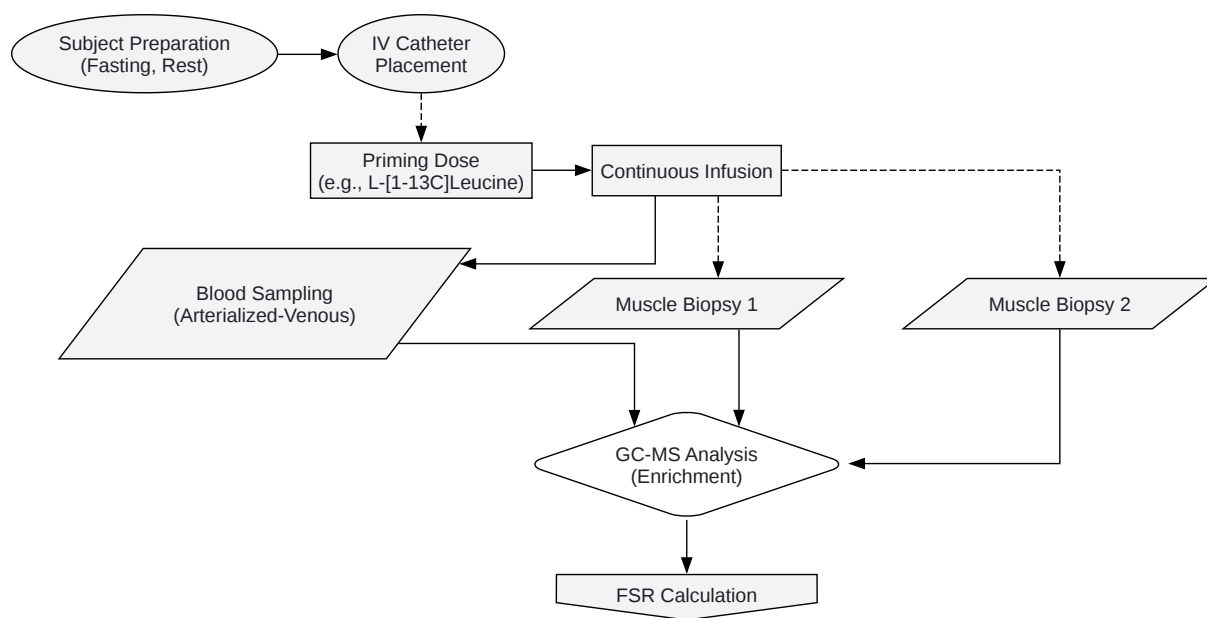 Subject Preparation
(Fasting, Rest)
IV Catheter
Placement
Priming Dose
(e.g., L-[1-13C]Leucine)
Continuous Infusion
Blood Sampling
(Arterialized-Venous)
Muscle Biopsy 1
Muscle Biopsy 2
GC-MS Analysis
(Enrichment)
FSR Calculation